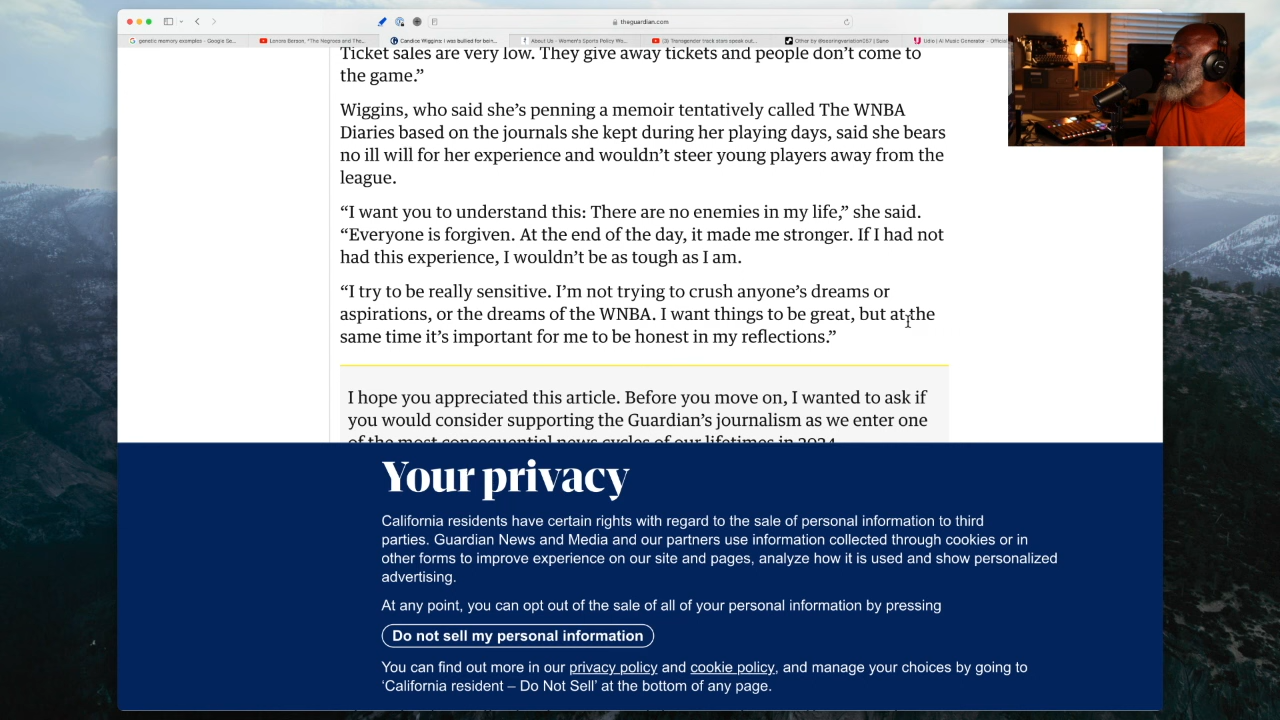 theguardian.com
genetic memory examples - Google Se...
Lenora Benson, "The Negroes and The...
Candice Wiggins: I was bullied for bein...
About Us - Women's Sports Policy Wo...
(3) Transgender track stars speak out...
Udio | AI Music Generator - Official
Ticket sales are very low. They give away tickets and people don’t come to
the game.”
Wiggins, who said she’s penning a memoir tentatively called The WNBA
Diaries based on the journals she kept during her playing days, said she bears
no ill will for her experience and wouldn’t steer young players away from the
league.
“I want you to understand this: There are no enemies in my life,” she said.
“Everyone is forgiven. At the end of the day, it made me stronger. If I had not
had this experience, I wouldn’t be as tough as I am.
“I try to be really sensitive. I’m not trying to crush anyone’s dreams or
aspirations, or the dreams of the WNBA. I want things to be great, but at the
same time it’s important for me to be honest in my reflections.”
I hope you appreciated this article. Before you move on, I wanted to ask if
you would consider supporting the Guardian’s journalism as we enter one
of the most consequential news cycles of our lifetimes in 2024.
Your privacy
California residents have certain rights with regard to the sale of personal information to third
parties. Guardian News and Media and our partners use information collected through cookies or in
other forms to improve experience on our site and pages, analyze how it is used and show personalized
advertising.
At any point, you can opt out of the sale of all of your personal information by pressing
Do not sell my personal information
You can find out more in our privacy policy and cookie policy, and manage your choices by going to
‘California resident – Do Not Sell’ at the bottom of any page.